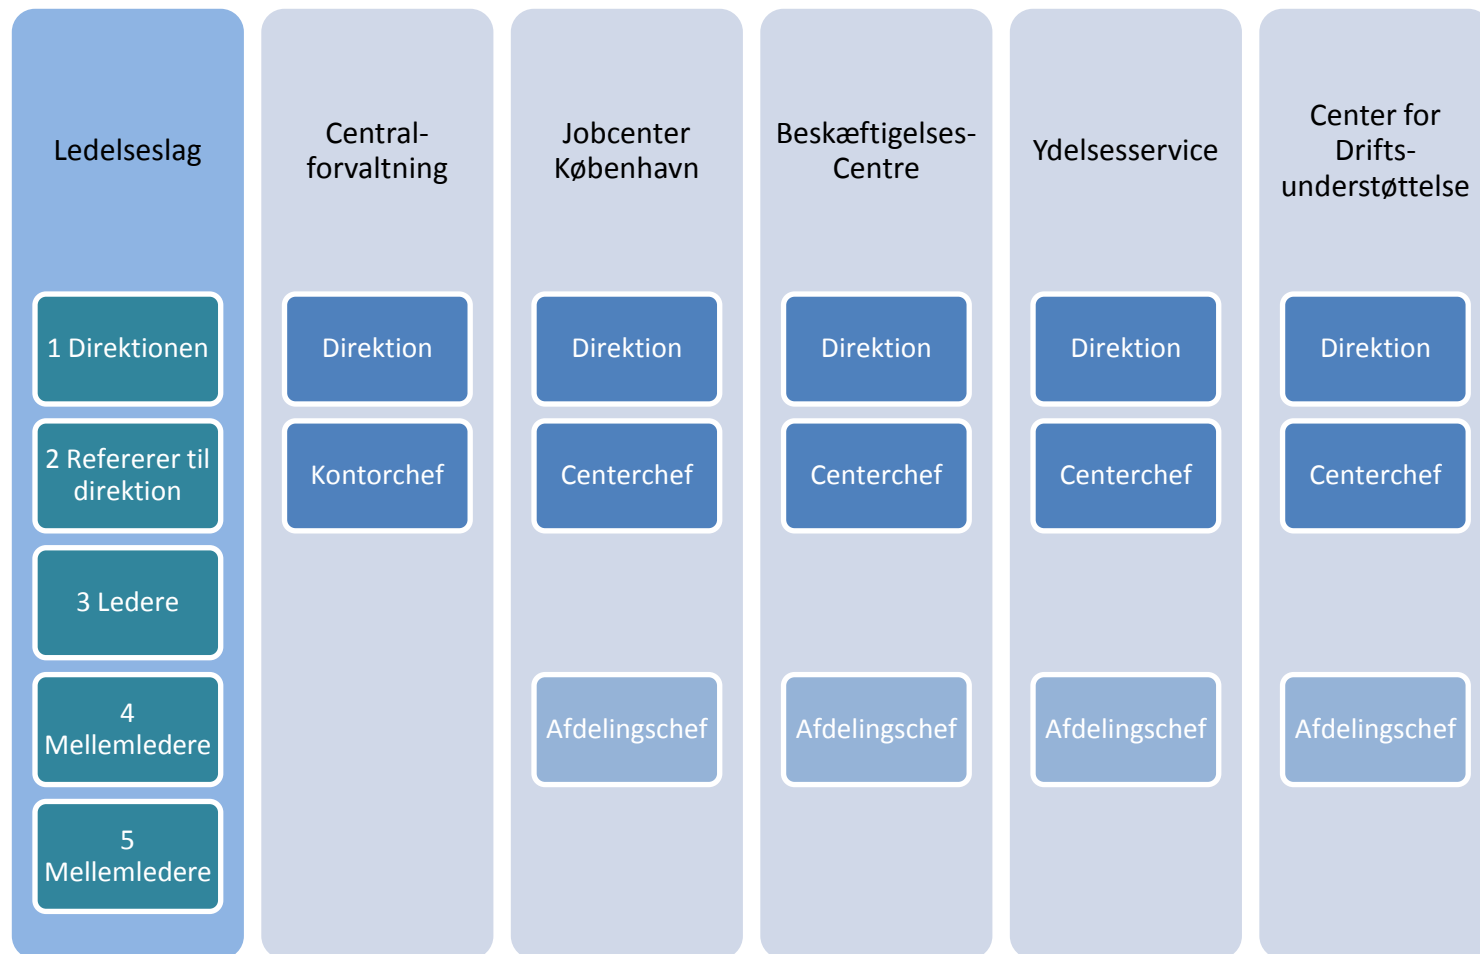 Ledelseslag
Central-
forvaltning
Jobcenter
København
Beskæftigelses-
Centre
Ydelsesservice
Center for
Drifts-
understøttelse
1 Direktionen
Direktion
Direktion
Direktion
Direktion
Direktion
2 Refererer til
direktion
Kontorchef
Centerchef
Centerchef
Centerchef
Centerchef
3 Ledere
4
Mellemledere
Afdelingschef
Afdelingschef
Afdelingschef
Afdelingschef
5
Mellemledere